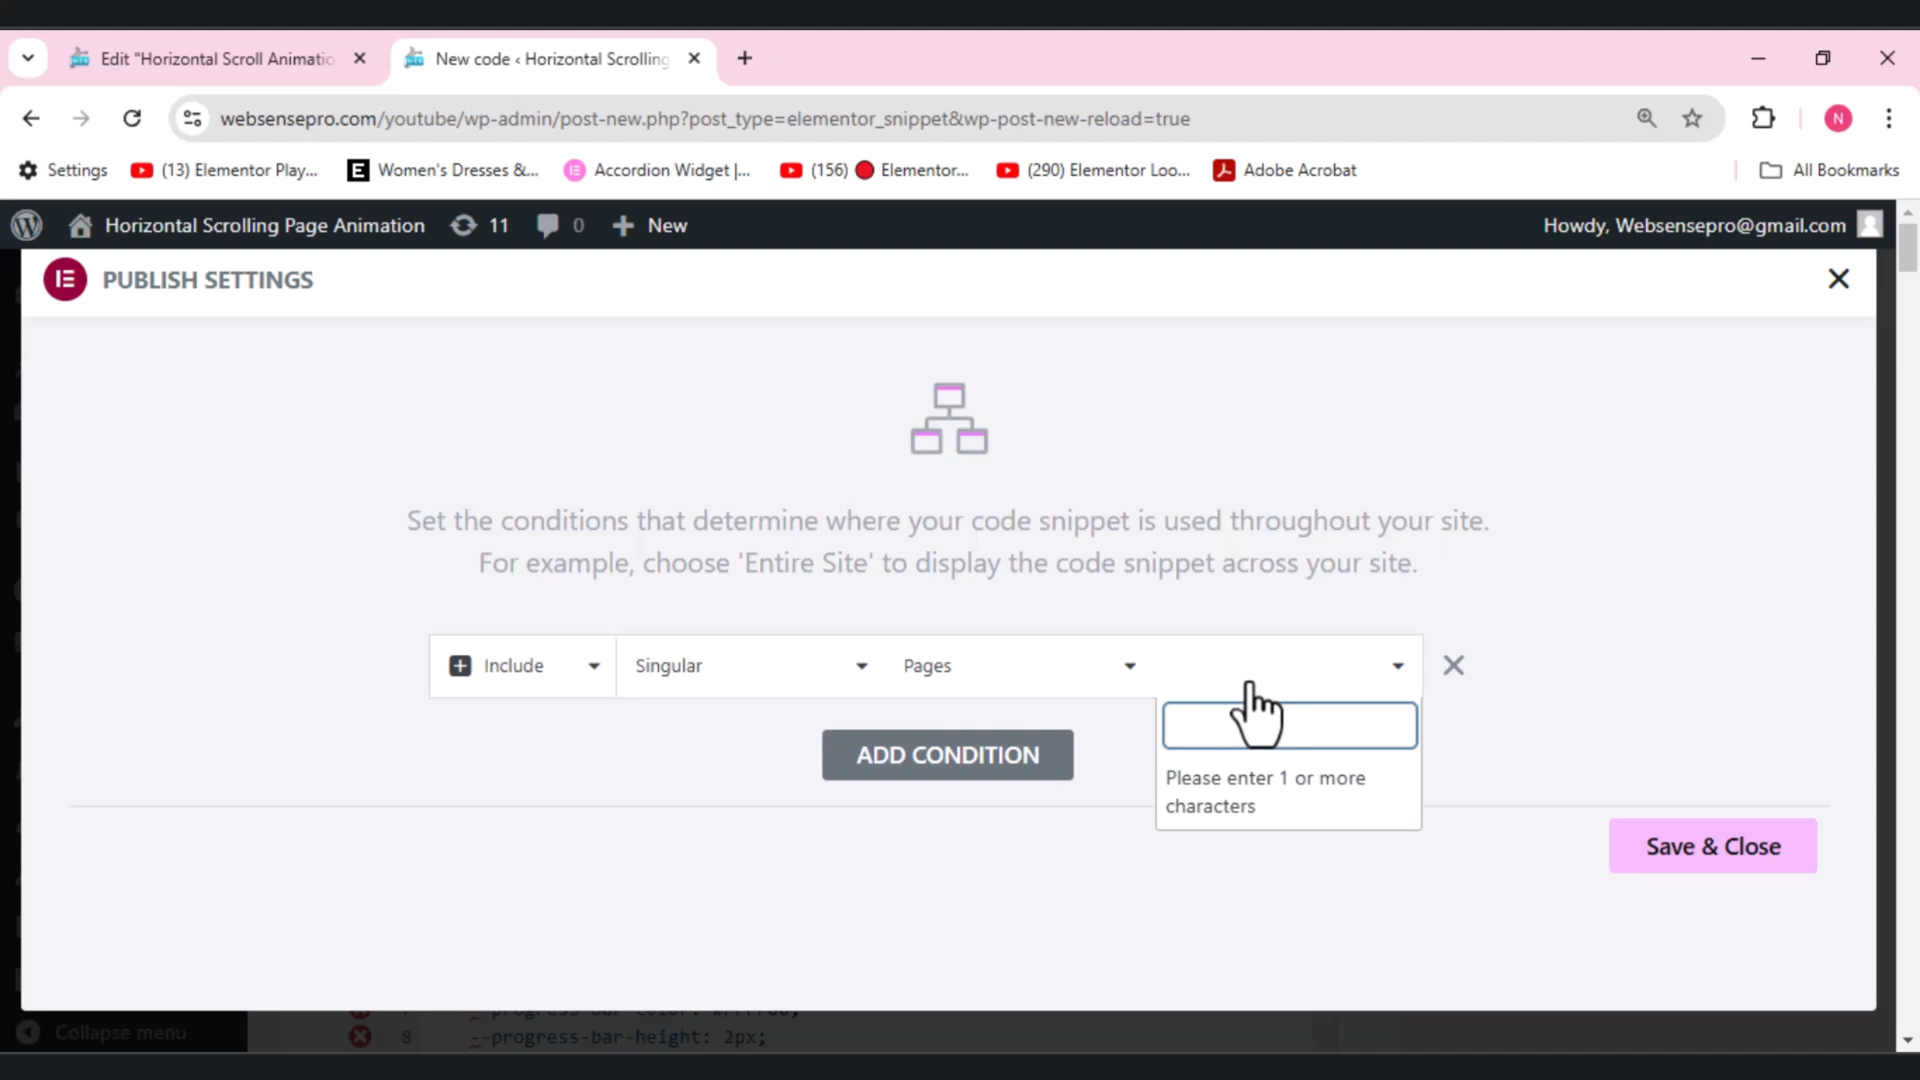 Edit "Horizontal Scroll Animatio
New code ‹ Horizontal Scrolling
websensepro.com/youtube/wp-admin/post-new.php?post_type=elementor_snippet&wp-post-new-reload=true
N
Settings
(13) Elementor Play...
E
Women's Dresses &...
Accordion Widget |...
(156) 🔴 Elementor...
(290) Elementor Loo...
Adobe Acrobat
All Bookmarks
Horizontal Scrolling Page Animation
11
0
New
Howdy, Websensepro@gmail.com
PUBLISH SETTINGS
Set the conditions that determine where your code snippet is used throughout your site.
For example, choose 'Entire Site' to display the code snippet across your site.
Include
Singular
Pages
ADD CONDITION
Please enter 1 or more
characters
Save & Close
Collapse menu
8 --progress-bar-height: 2px;